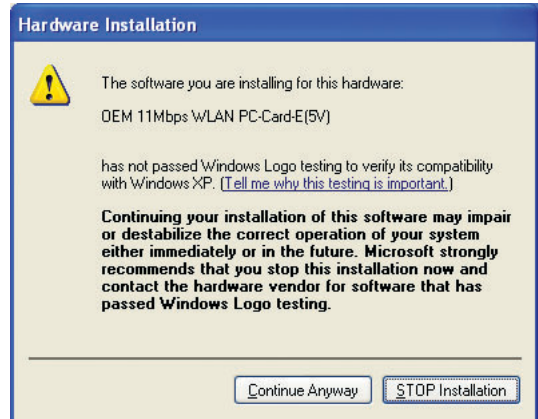 Hardware Installation
The software you are installing for this hardware:
OEM 11Mbps WLAN PC-Card-E(5V)
has not passed Windows Logo testing to verify its compatibility
with Windows XP. (Tell me why this testing is important.)
Continuing your installation of this software may impair
or destabilize the correct operation of your system
either immediately or in the future. Microsoft strongly
recommends that you stop this installation now and
contact the hardware vendor for software that has
passed Windows Logo testing.
Continue Anyway STOP Installation